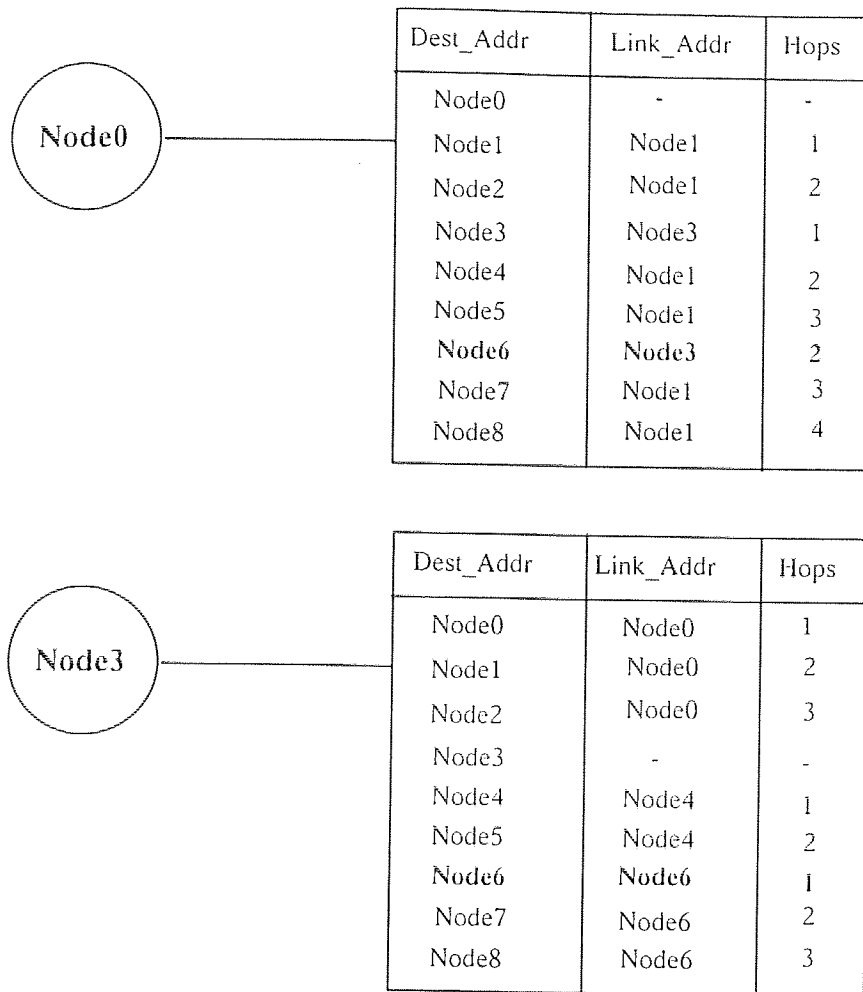 Dest_Addr Link_Addr Hops
Node0 - -
Node0
Node1 Node1 1
Node2 Node1 2
Node3 Node3 1
Node4 Node1 2
Node5 Node1 3
Node6 Node3 2
Node7 Node1 3
Node8 Node1 4
Dest_Addr Link_Addr Hops
Node0 Node0 1
Node3
Node1 Node0 2
Node2 Node0 3
Node3 - -
Node4 Node4 1
Node5 Node4 2
Node6 Node6 1
Node7 Node6 2
Node8 Node6 3